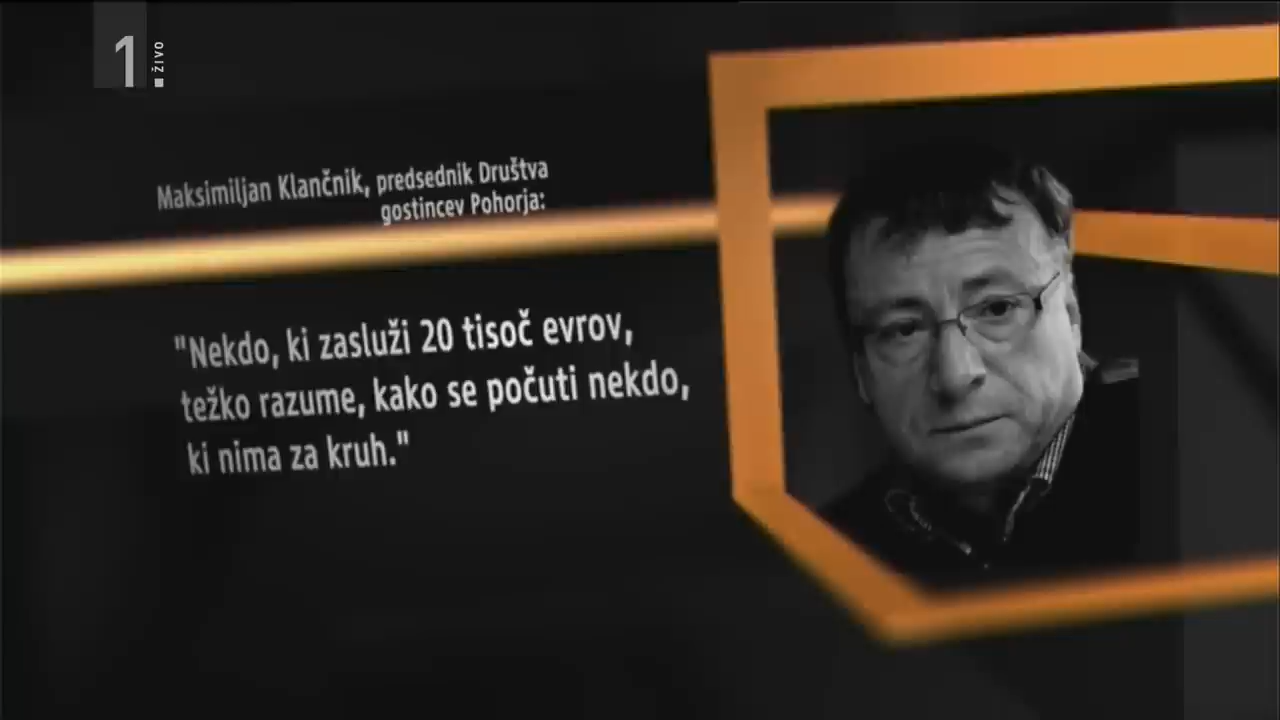 1.
živo
Maksimiljan Klančnik, predsednik Društva
gostincev Pohorja:
"Nekdo, ki zasluži 20 tisoč evrov,
težko razume, kako se počuti nekdo,
ki nima za kruh."